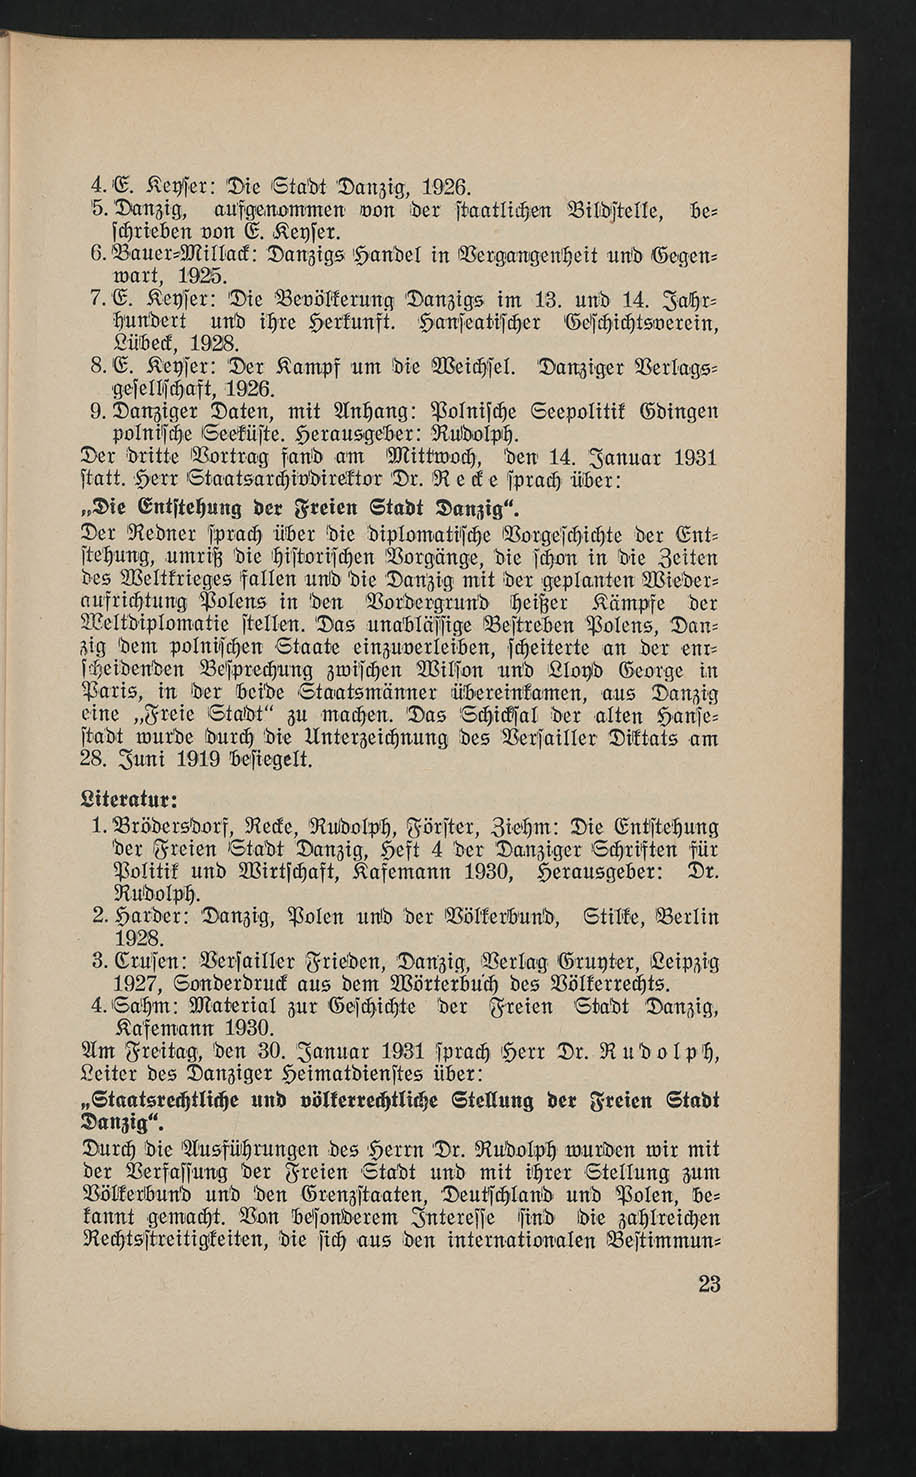 4. E. Keyser: Die Stadt Danzig, 1926.
5. Danzig, aufgenommen von der staatlichen Bildstelle, be-
schrieben von E. Keyser.
6. Bauer-Millack: Danzigs Handel in Vergangenheit und Gegen-
wart, 1925.
7. E. Keyser: Die Bevölkerung Danzigs im 13. und 14. Jahr-
hundert und ihre Herkunft. Hanseatischer Geschichtsverein,
Lübeck, 1928.
8. E. Keyser: Der Kampf um die Weichsel. Danziger Verlags-
gesellschaft, 1926.
9. Danziger Daten, mit Anhang: Polnische Seepolitik Gdingen
polnische Seeküste. Herausgeber: Rudolph.
Der dritte Vortrag fand am Mittwoch, den 14. Januar 1931
statt. Herr Staatsarchivdirektor Dr. Recke sprach über:
„Die Entstehung der Freien Stadt Danzig“.
Der Redner sprach über die diplomatische Vorgeschichte der Ent-
stehung, umriß die historischen Vorgänge, die schon in die Zeiten
des Weltkrieges fallen und die Danzig mit der geplanten Wieder-
aufrichtung Polens in den Vordergrund heißer Kämpfe der
Weltdiplomatie stellen. Das unablässige Bestreben Polens, Dan-
zig dem polnischen Staate einzuverleiben, scheiterte an der ent-
scheidenden Besprechung zwischen Wilson und Lloyd George in
Paris, in der beide Staatsmänner übereinkamen, aus Danzig
eine „Freie Stadt“ zu machen. Das Schicksal der alten Hanse-
stadt wurde durch die Unterzeichnung des Versailler Diktats am
28. Juni 1919 besiegelt.
Literatur:
1. Brödersdorf, Recke, Rudolph, Förster, Ziehm: Die Entstehung
der Freien Stadt Danzig, Heft 4 der Danziger Schriften für
Politik und Wirtschaft, Kafemann 1930, Herausgeber: Dr.
Rudolph.
2. Harder: Danzig, Polen und der Völkerbund, Stilke, Berlin
1928.
3. Crusen: Versailler Frieden, Danzig, Verlag Gruyter, Leipzig
1927, Sonderdruck aus dem Wörterbuch des Völkerrechts.
4. Sahm: Material zur Geschichte der Freien Stadt Danzig,
Kafemann 1930.
Am Freitag, den 30. Januar 1931 sprach Herr Dr. Rudolph,
Leiter des Danziger Heimatdienstes über:
„Staatsrechtliche und völkerrechtliche Stellung der Freien Stadt
Danzig“.
Durch die Ausführungen des Herrn Dr. Rudolph wurden wir mit
der Verfassung der Freien Stadt und mit ihrer Stellung zum
Völkerbund und den Grenzstaaten, Deutschland und Polen, be-
kannt gemacht. Von besonderem Interesse sind die zahlreichen
Rechtsstreitigkeiten, die sich aus den internationalen Bestimmun-
23